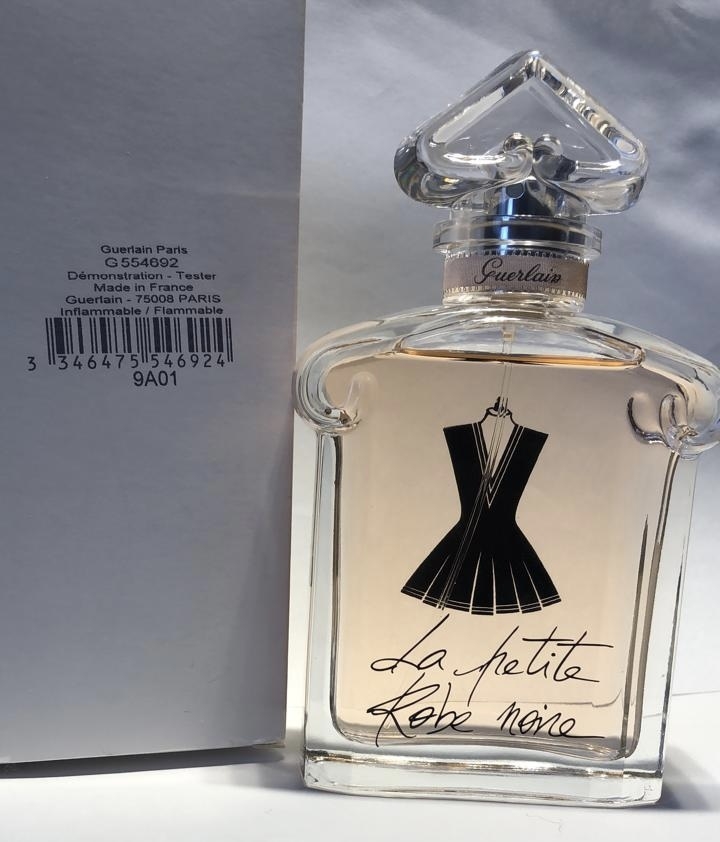 Guerlain Paris
G 554692
Démonstration - Tester
Made in France
Guerlain - 75008 PARIS
Inflammable / Flammable
3 346475 546924
9A01
Guerlain
La petite
Robe noire